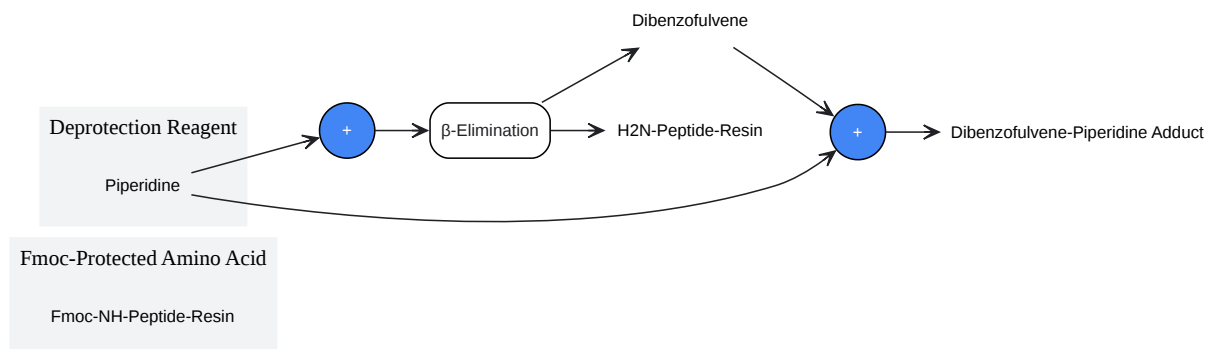 Dibenzofulvene
Deprotection Reagent
+
β-Elimination
H2N-Peptide-Resin
+
Dibenzofulvene-Piperidine Adduct
Piperidine
Fmoc-Protected Amino Acid
Fmoc-NH-Peptide-Resin